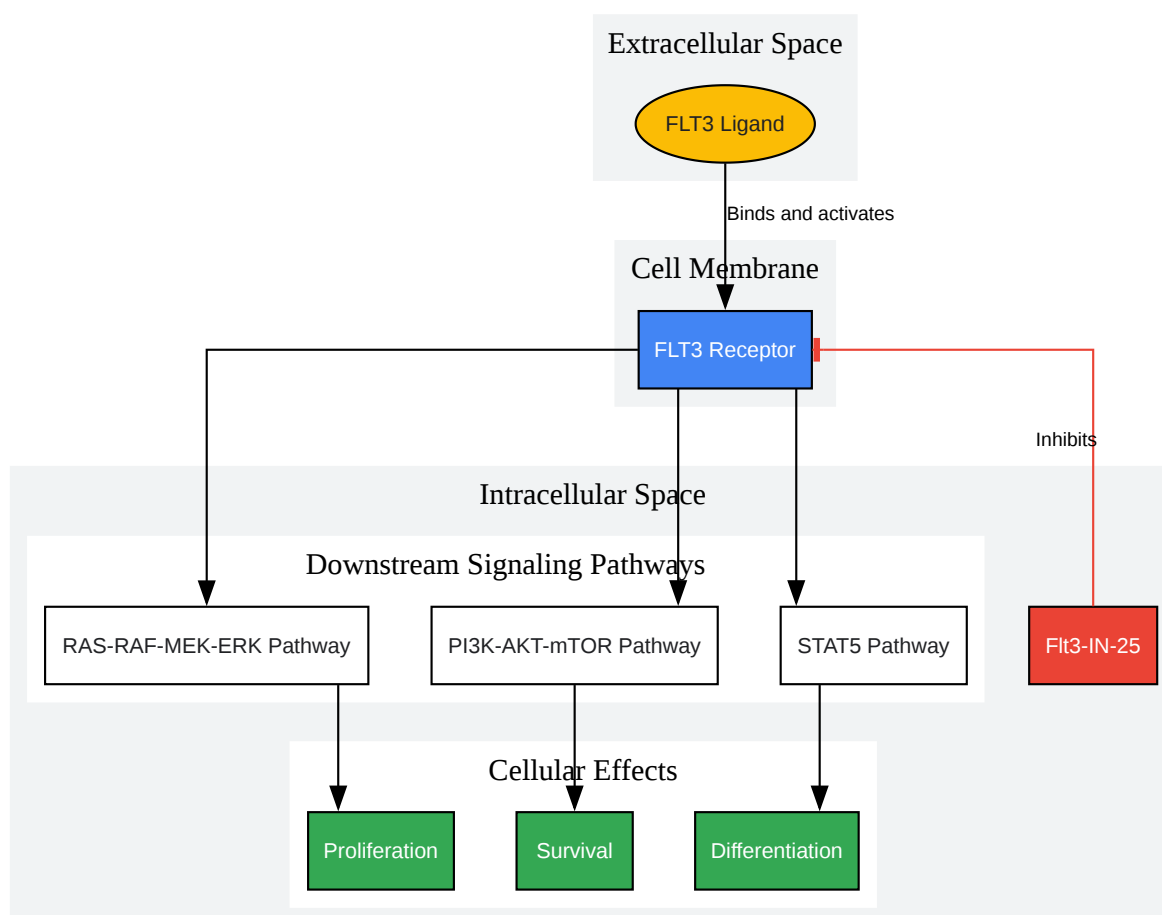 Extracellular Space
FLT3 Ligand
Binds and activates
Cell Membrane
FLT3 Receptor
Inhibits
Intracellular Space
Downstream Signaling Pathways
RAS-RAF-MEK-ERK Pathway
PI3K-AKT-mTOR Pathway
STAT5 Pathway
Flt3-IN-25
Cellular Effects
Proliferation
Survival
Differentiation